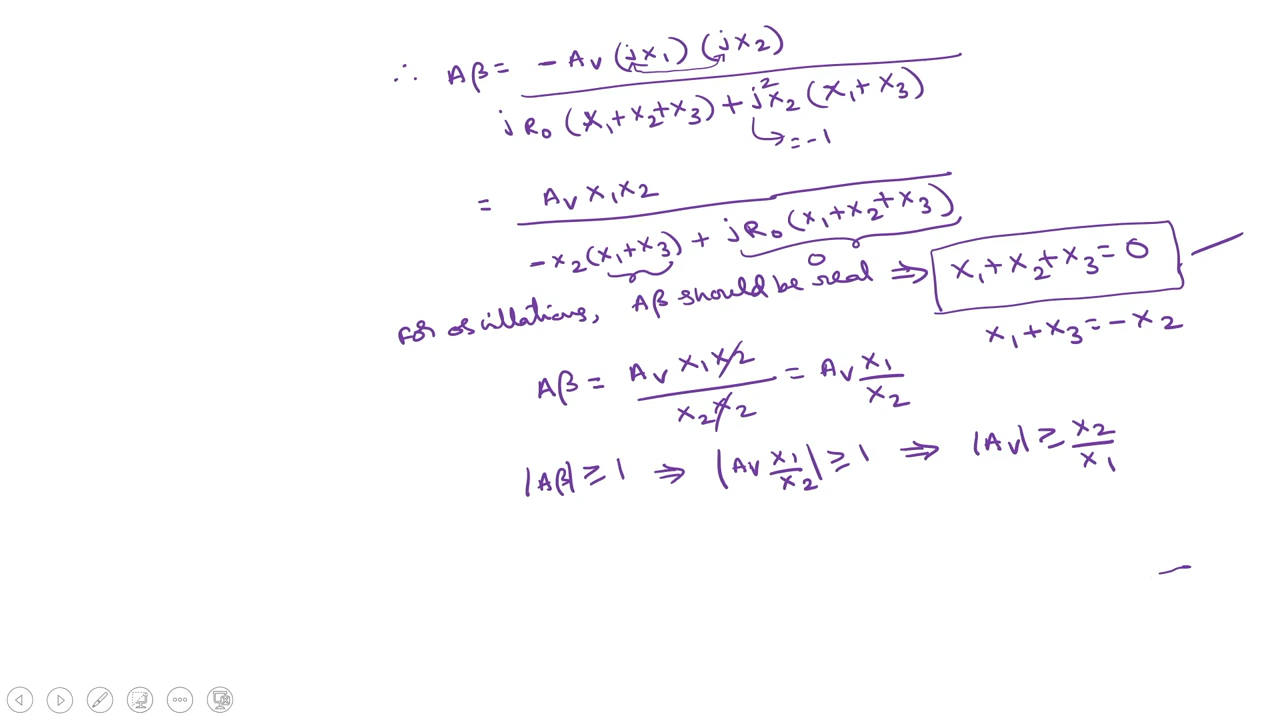 ∴ Aβ = -Av (jx₁) (jx₂) / jR₀ (x₁+x₂+x₃) + j²x₂ (x₁+x₃)
↳ = -1
= Av x₁x₂ / -x₂(x₁+x₃) + jR₀ (x₁+x₂+x₃)
0
For oscillations, Aβ should be real ⇒ x₁+x₂+x₃ = 0
x₁+x₃ = -x₂
Aβ = Av x₁x₂ / x₂x₂ = Av x₁/x₂
|Aβ| ≥ 1 ⇒ |Av x₁/x₂| ≥ 1 ⇒ |Av| ≥ x₂/x₁